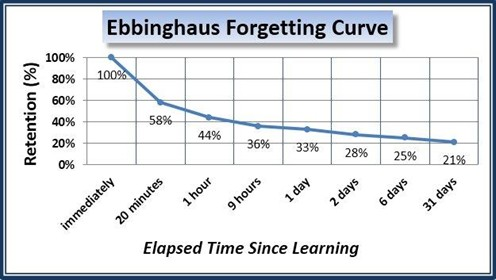 Ebbinghaus Forgetting Curve
Retention (%)
100%
80%
60%
40%
20%
0%
100%
58%
44%
36%
33%
28%
25%
21%
immediately
20 minutes
1 hour
9 hours
1 day
2 days
6 days
31 days
Elapsed Time Since Learning